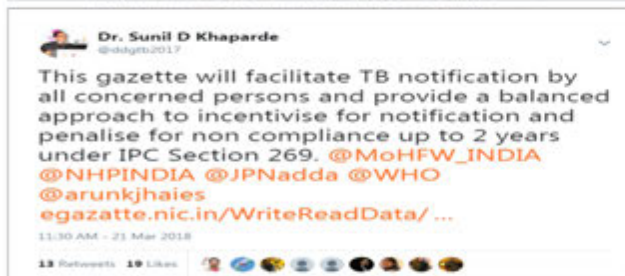 Dr. Sunil D Khaparde
@ddgtb2017
This gazette will facilitate TB notification by
all concerned persons and provide a balanced
approach to incentivise for notification and
penalise for non compliance up to 2 years
under IPC Section 269. @MoHFW_INDIA
@NHPINDIA @JPNadda @WHO
@arunkjhaies
egazatte.nic.in/WriteReadData/ ...
11:30 AM - 21 Mar 2018
13 Retweets 19 Likes